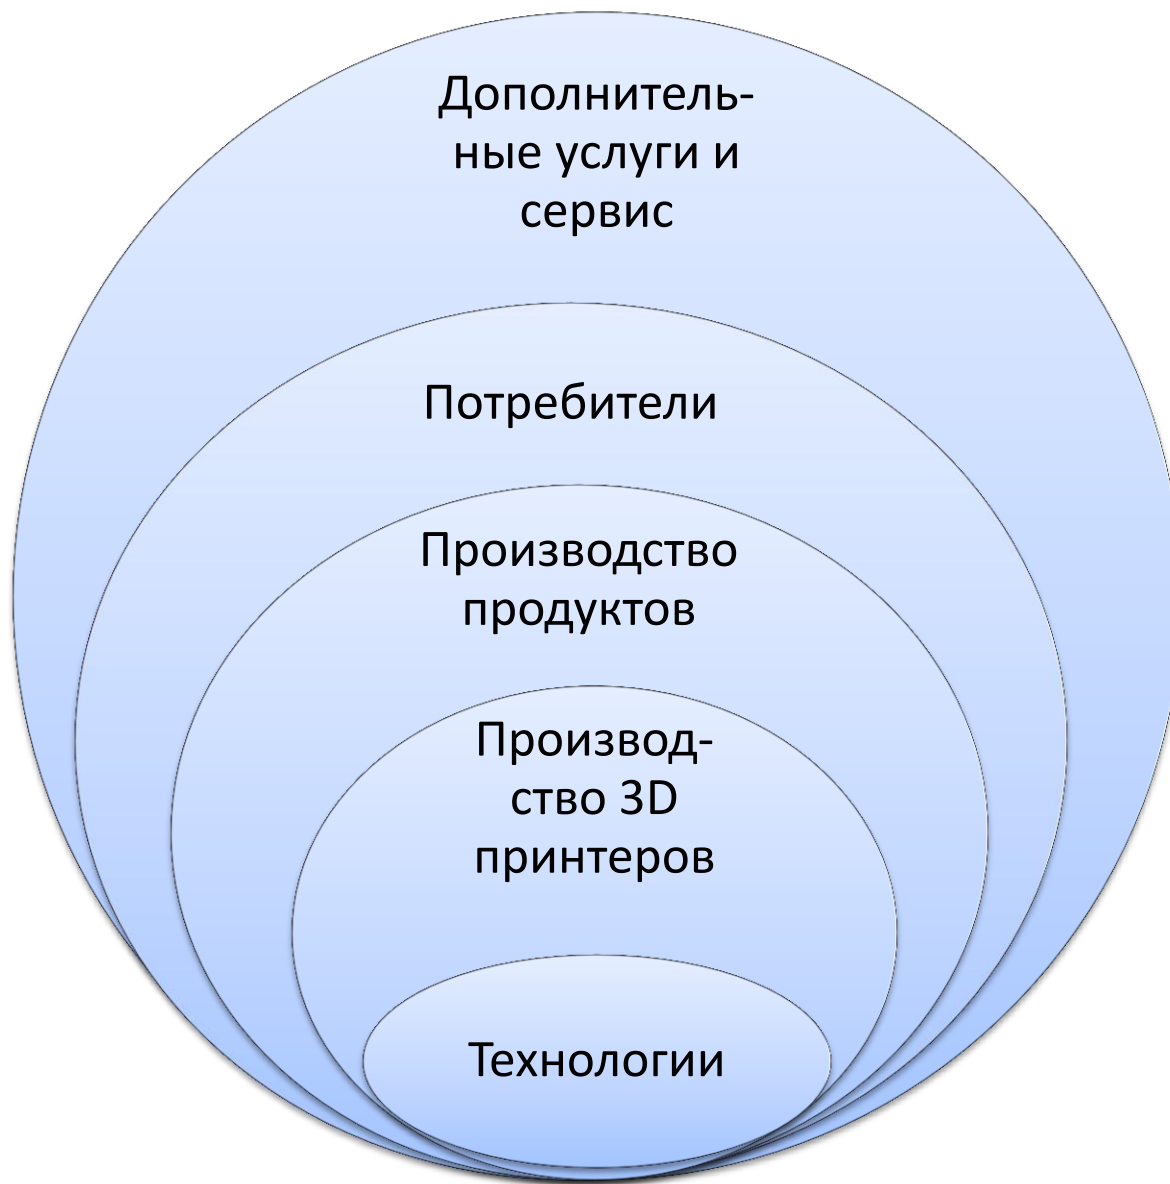 Дополнитель-
ные услуги и
сервис
Потребители
Производство
продуктов
Производ-
ство 3D
принтеров
Технологии